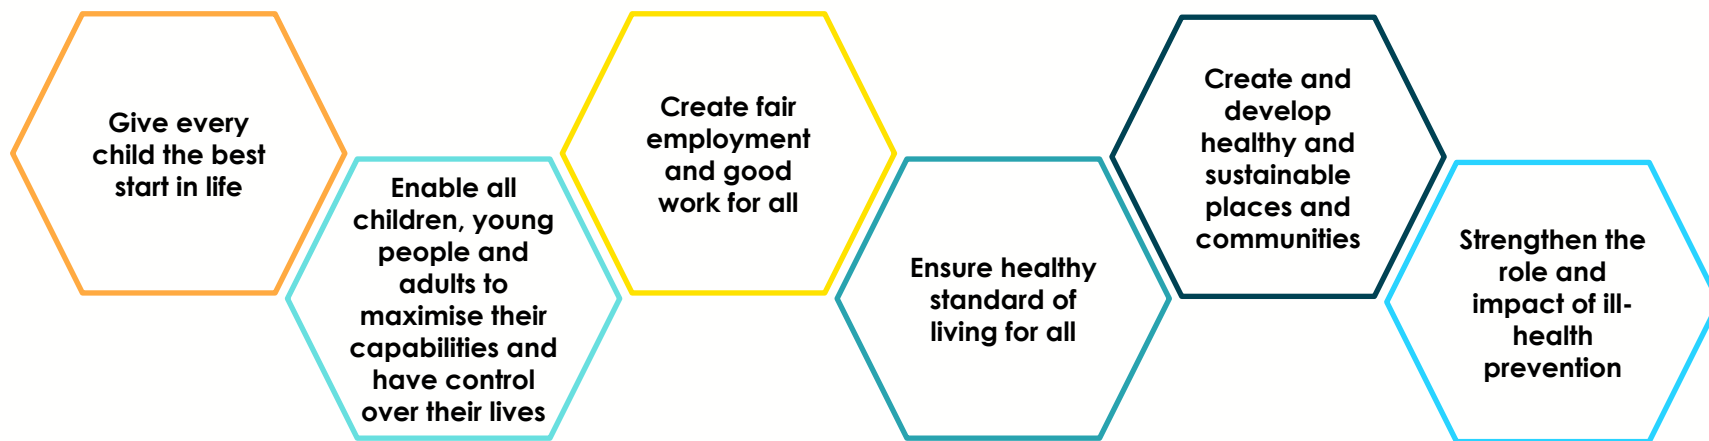 Give every
child the best
start in life
Enable all
children, young
people and
adults to
maximise their
capabilities and
have control
over their lives
Create fair
employment
and good
work for all
Ensure healthy
standard of
living for all
Create and
develop
healthy and
sustainable
places and
communities
Strengthen the
role and
impact of ill-
health
prevention